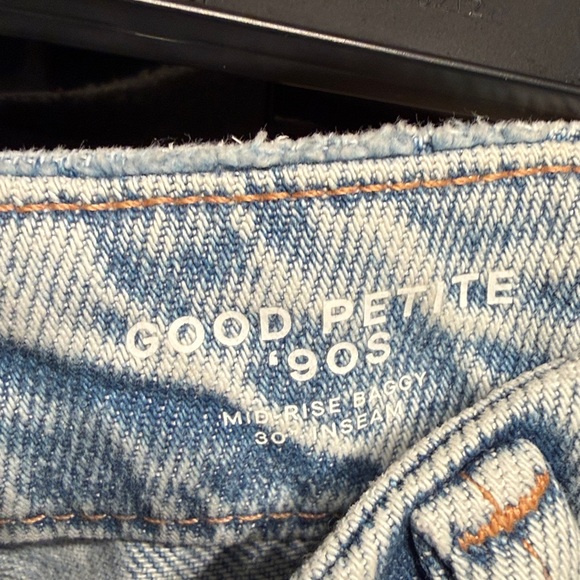 GOOD PETITE
‘90S
MID-RISE BAGGY
30" INSEAM